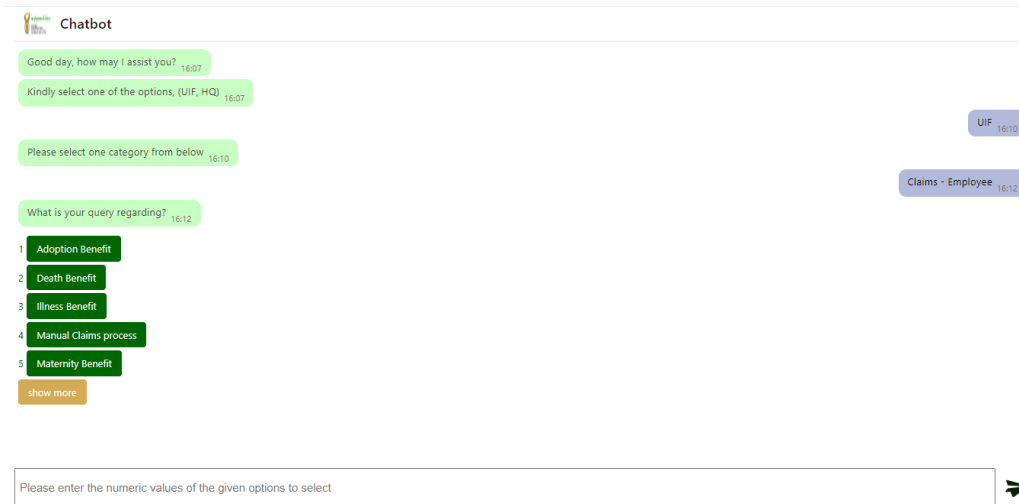 Chatbot
Good day, how may I assist you? 16:07
Kindly select one of the options, (UIF, HQ) 16:07
UIF 16:10
Please select one category from below 16:10
Claims - Employee 16:12
What is your query regarding? 16:12
1 Adoption Benefit
2 Death Benefit
3 Illness Benefit
4 Manual Claims process
5 Maternity Benefit
show more
Please enter the numeric values of the given options to select